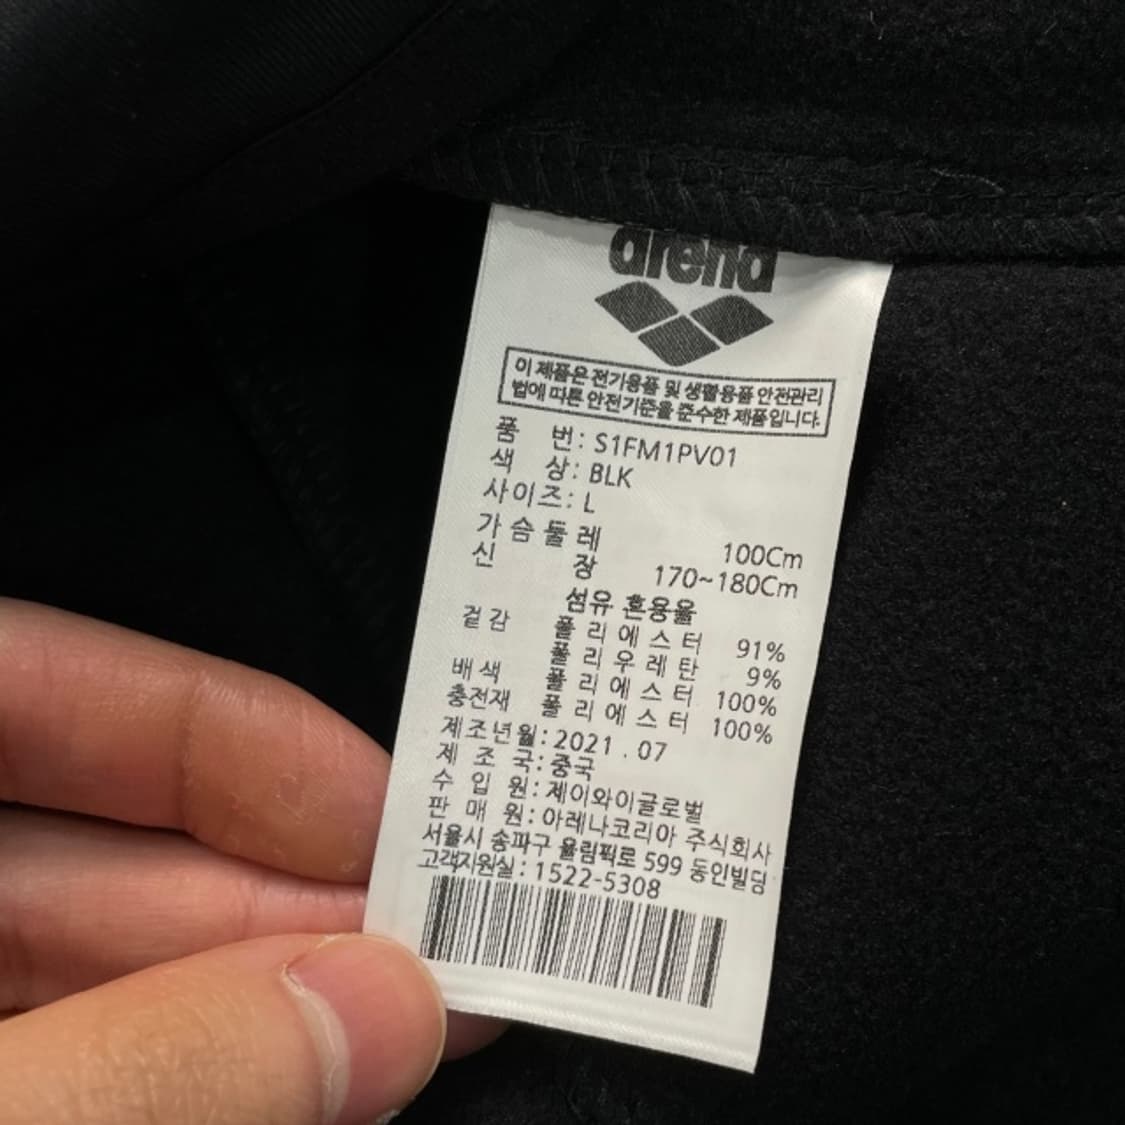 arena
이 제품은 전기용품 및 생활용품 안전관리
법에 따른 안전기준을 준수한 제품입니다.
품 번: S1FM1PV01
색 상: BLK
사이즈: L
가슴둘레 100Cm
신 장 170~180Cm
섬유 혼용율
겉감 폴리에스터 91%
폴리우레탄 9%
배색 폴리에스터 100%
충전재 폴리에스터 100%
제조년월: 2021 . 07
제 조 국: 중국
수 입 원: 제이와이글로벌
판 매 원: 아레나코리아 주식회사
서울시 송파구 올림픽로 599 동인빌딩
고객지원실: 1522-5308